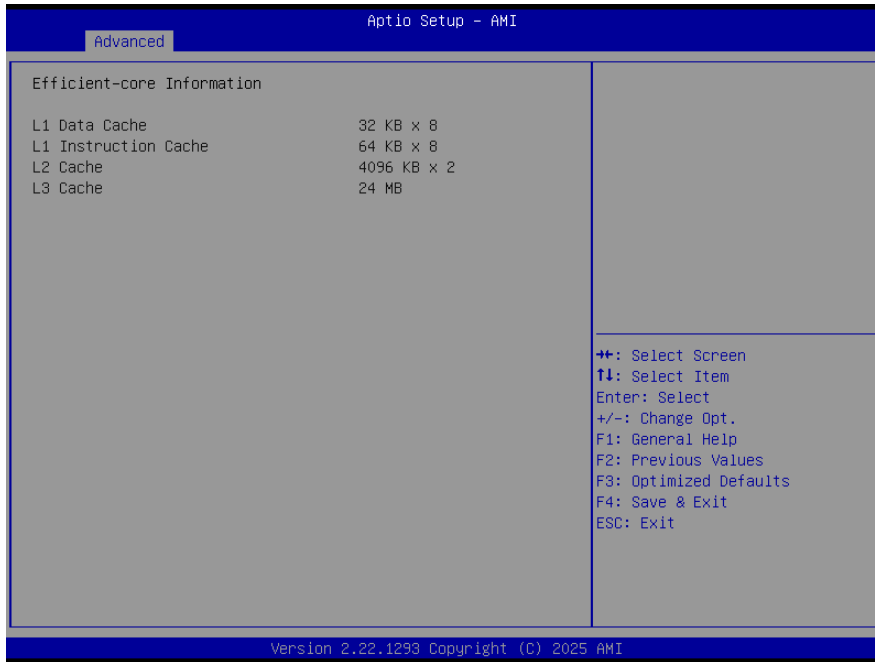 Aptio Setup – AMI
Advanced
Efficient-core Information
L1 Data Cache 32 KB x 8
L1 Instruction Cache 64 KB x 8
L2 Cache 4096 KB x 2
L3 Cache 24 MB
→←: Select Screen
↑↓: Select Item
Enter: Select
+/-: Change Opt.
F1: General Help
F2: Previous Values
F3: Optimized Defaults
F4: Save & Exit
ESC: Exit
Version 2.22.1293 Copyright (C) 2025 AMI